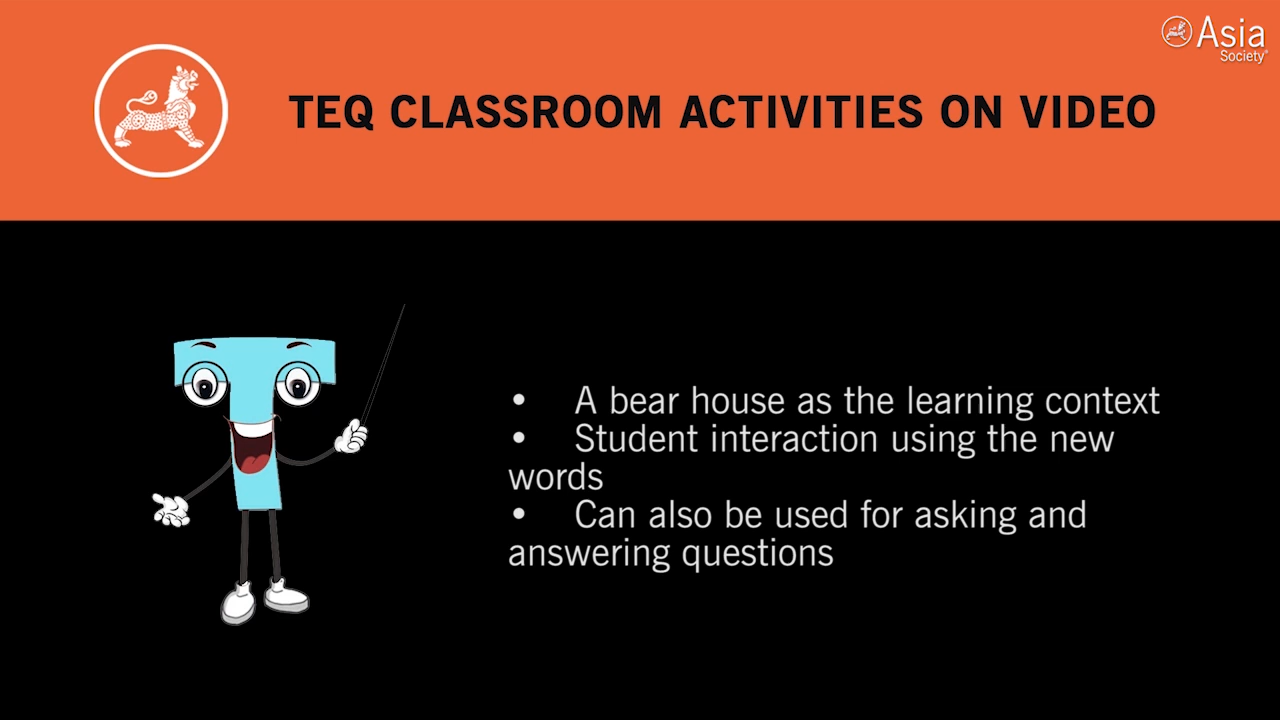 Asia
Society®
TEQ CLASSROOM ACTIVITIES ON VIDEO
• A bear house as the learning context
• Student interaction using the new
words
• Can also be used for asking and
answering questions